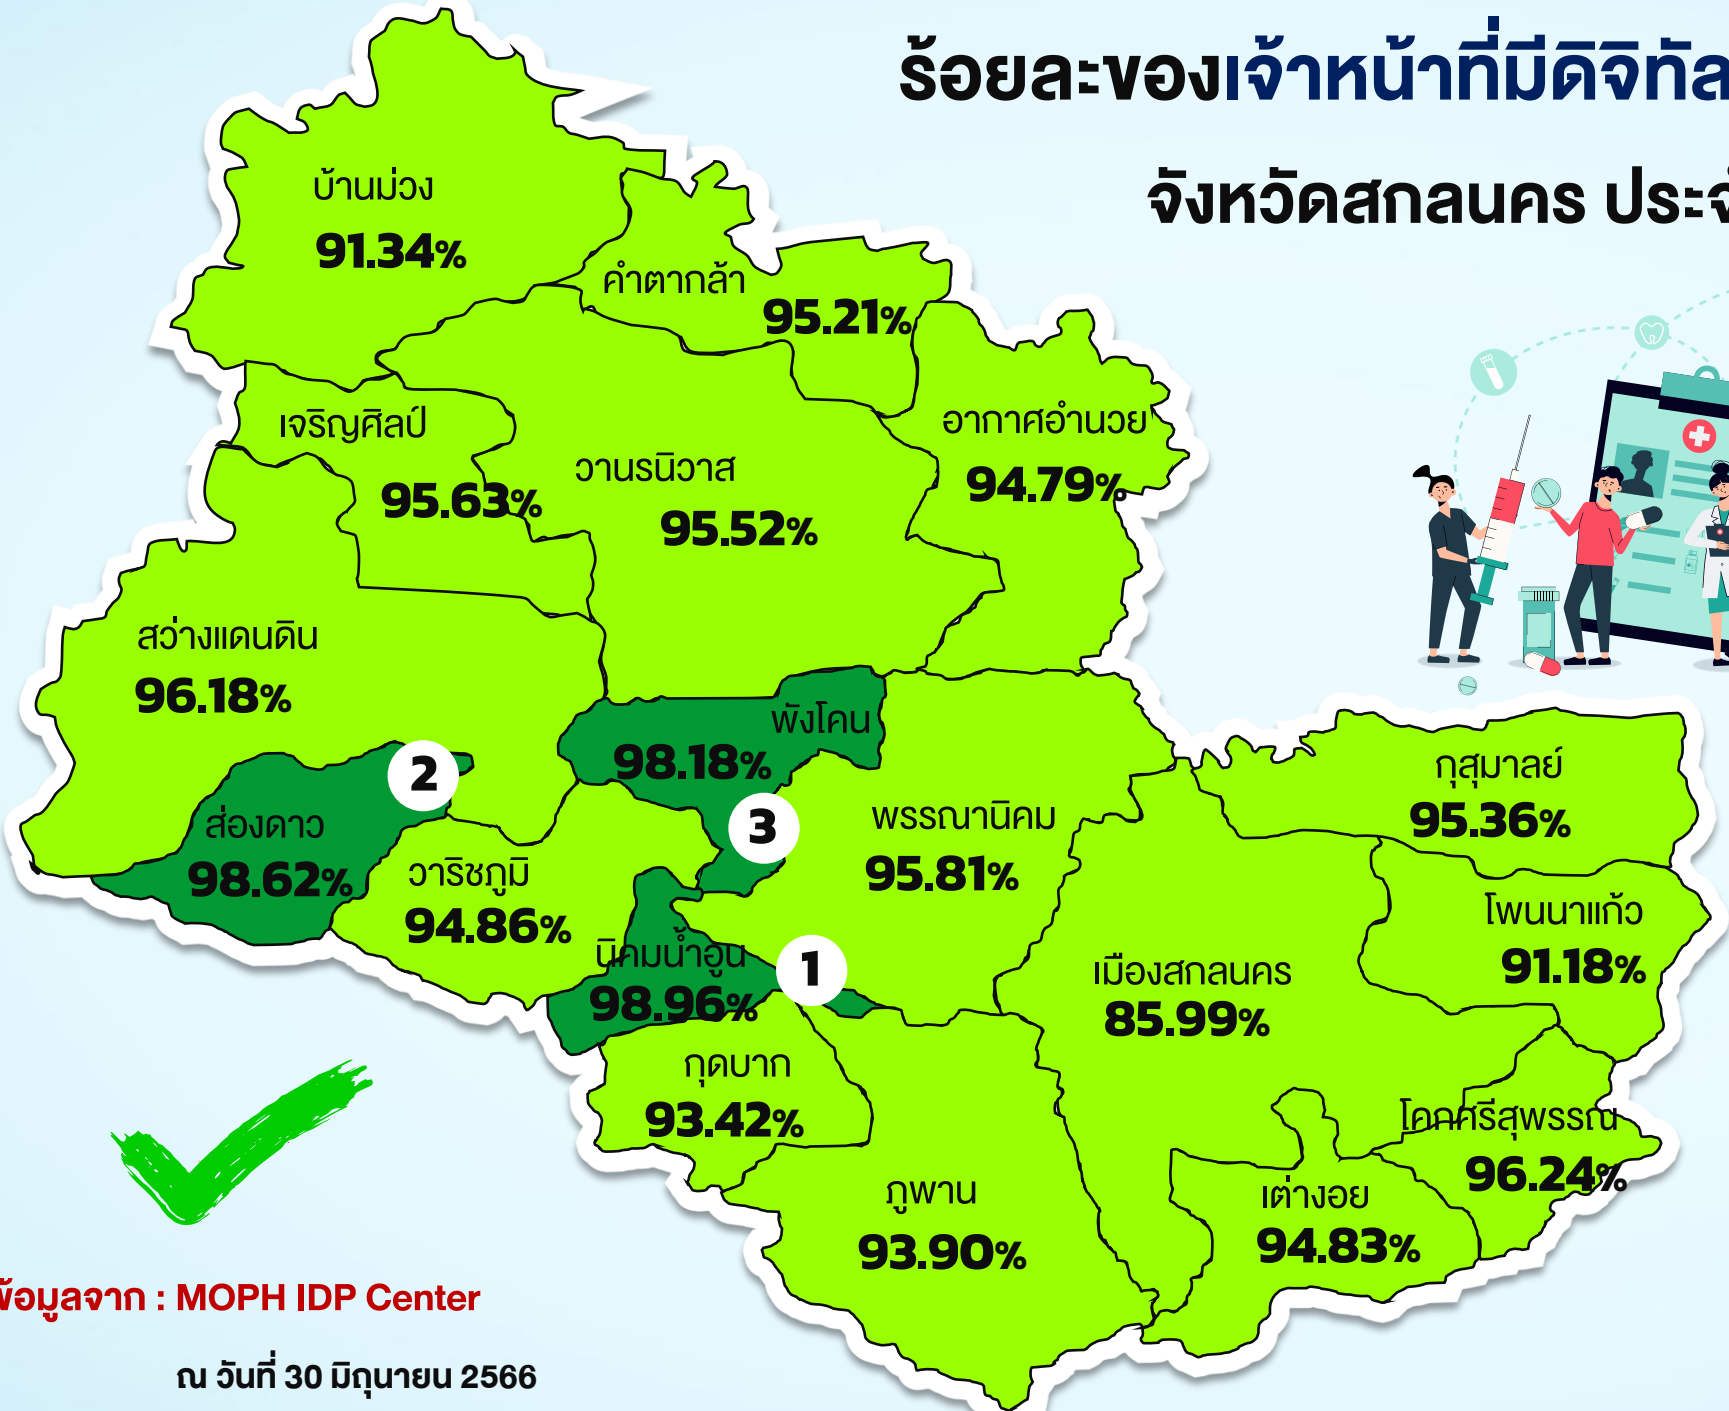 ร้อยละของเจ้าหน้าที่มีดิจิทัล
จังหวัดสกลนคร ประจำ
บ้านม่วง
91.34%
คำตากล้า
95.21%
เจริญศิลป์
95.63%
วานรนิวาส
95.52%
อากาศอำนวย
94.79%
สว่างแดนดิน
96.18%
พังโคน
98.18%
2
3
ส่องดาว
98.62%
วาริชภูมิ
94.86%
พรรณานิคม
95.81%
กุสุมาลย์
95.36%
โพนนาแก้ว
91.18%
นิคมน้ำอูน
98.96%
1
เมืองสกลนคร
85.99%
กุดบาก
93.42%
โคกศรีสุพรรณ
96.24%
ภูพาน
93.90%
เต่างอย
94.83%
ข้อมูลจาก : MOPH IDP Center
ณ วันที่ 30 มิถุนายน 2566